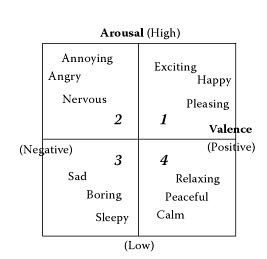 Arousal (High)
Annoying
Angry
Nervous
2
Exciting
Happy
Pleasing
1
Valence
(Positive)
(Negative)
3
Sad
Boring
Sleepy
4
Relaxing
Peaceful
Calm
(Low)